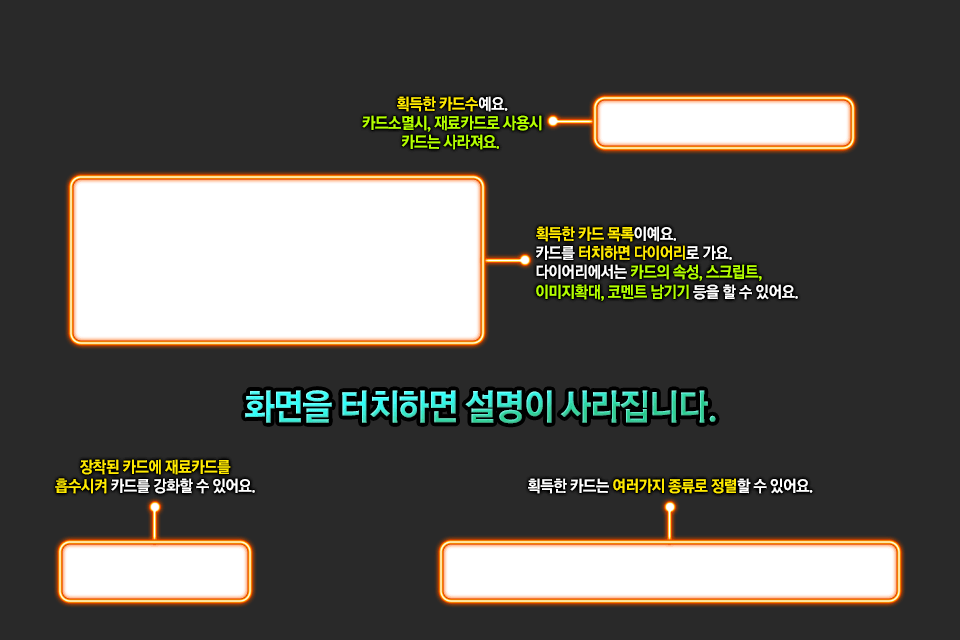 획득한 카드수예요.
카드소멸시, 재료카드로 사용시
카드는 사라져요.
획득한 카드 목록이예요.
카드를 터치하면 다이어리로 가요.
다이어리에서는 카드의 속성, 스크립트,
이미지확대, 코멘트 남기기 등을 할 수 있어요.
화면을 터치하면 설명이 사라집니다.
장착된 카드에 재료카드를
흡수시켜 카드를 강화할 수 있어요.
획득한 카드는 여러가지 종류로 정렬할 수 있어요.